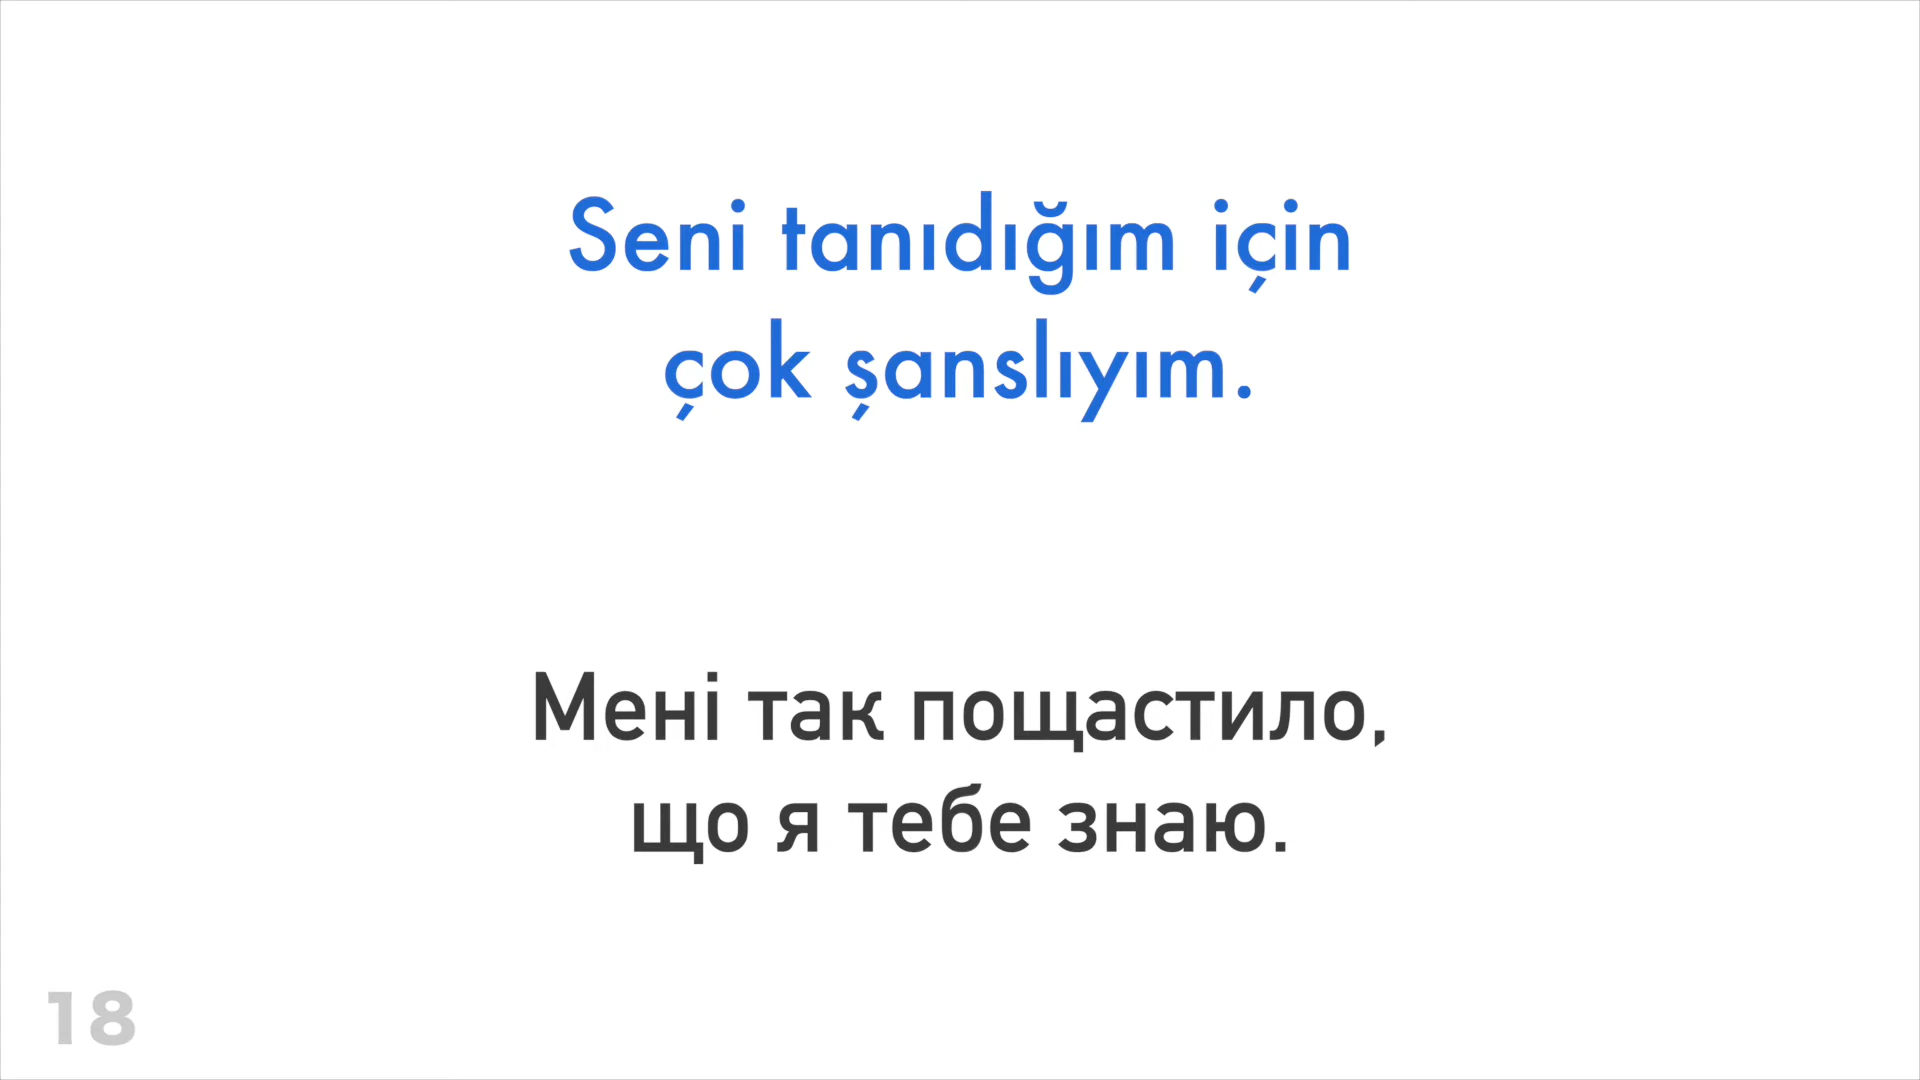 Seni tanıdığım için
çok şanslıyım.
Мені так пощастило,
що я тебе знаю.
18